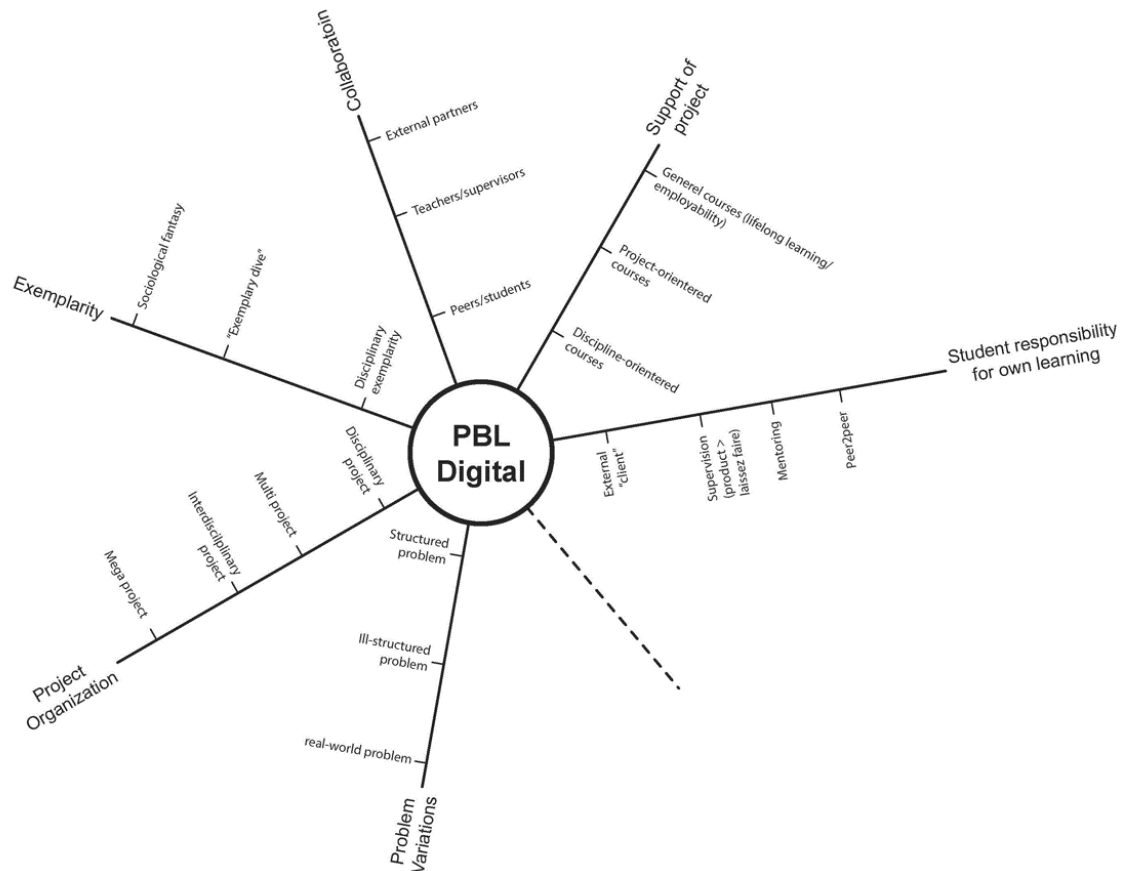 PBL
Digital
Collaboratoin
External partners
Teachers/supervisors
Peers/students
Support of
project
Generel courses (lifelong learning/
employability)
Project-orientered
courses
Discipline-orientered
courses
Student responsibility
for own learning
External
"client"
Supervision
(product >
laissez faire)
Mentoring
Peer2peer
Structured
problem
Ill-structured
problem
real-world problem
Problem
Variations
Disciplinary
project
Multi project
Interdiscilplinary
project
Mega project
Project
Organization
Exemplarity
Sociological fantasy
"Exemplary dive"
Disciplinary
exemplarity